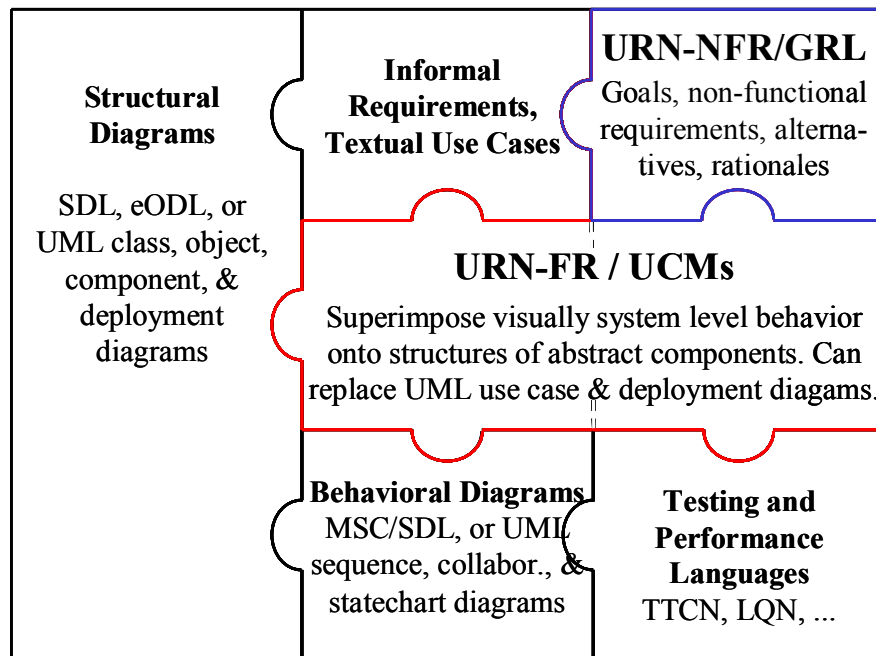 Structural
Diagrams
SDL, eODL, or
UML class, object,
component, &
deployment
diagrams
Informal
Requirements,
Textual Use Cases
URN-NFR/GRL
Goals, non-functional
requirements, alterna-
tives, rationales
URN-FR / UCMs
Superimpose visually system level behavior
onto structures of abstract components. Can
replace UML use case & deployment diagams.
Behavioral Diagrams
MSC/SDL, or UML
sequence, collabor., &
statechart diagrams
Testing and
Performance
Languages
TTCN, LQN, ...